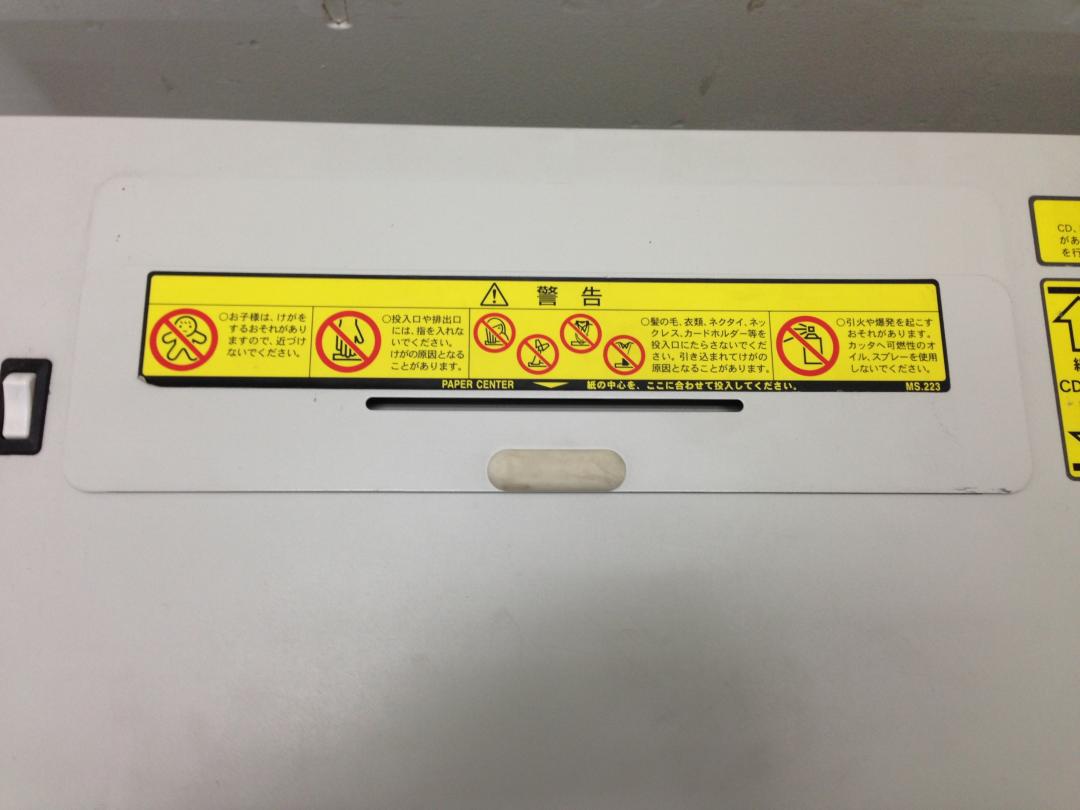 警告
○お子様は、けがを
するおそれがあり
ますので、近づけ
ないでください。
○投入口や排出口
には、指を入れな
いでください。
けがの原因となる
ことがあります。
○髪の毛、衣類、ネクタイ、ネッ
クレス、カードホルダー等を
投入口にたらさないでくだ
さい。引き込まれてけがの
原因となることがあります。
○引火や爆発を起こす
おそれがあります。
カッタへ可燃性のオ
イル、スプレーを使用
しないでください。
PAPER CENTER 紙の中心を、ここに合わせて投入してください。 MS.223
CD、
があ
を行
CD